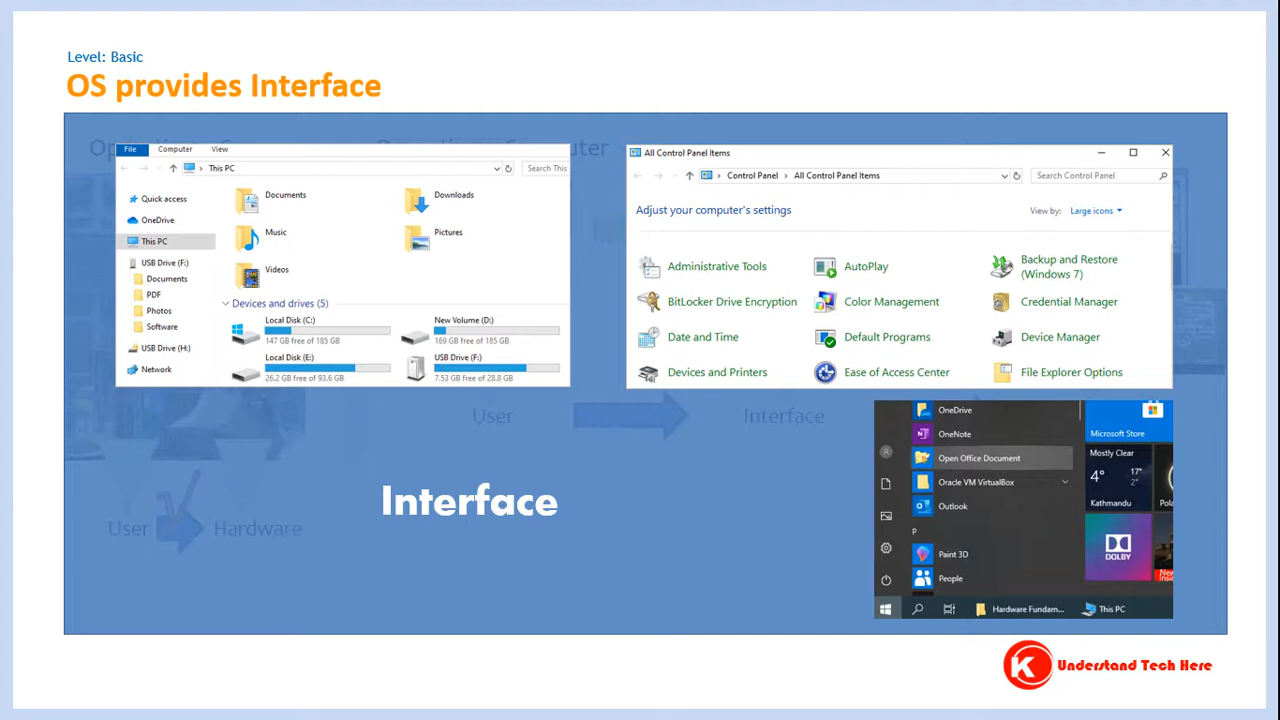 Level: Basic
OS provides Interface
File Computer View
This PC
Search This
Quick access
OneDrive
This PC
USB Drive (F:)
Documents
PDF
Photos
Software
USB Drive (H:)
Network
Documents
Downloads
Music
Pictures
Videos
Devices and drives (5)
Local Disk (C:)
147 GB free of 185 GB
New Volume (D:)
169 GB free of 185 GB
Local Disk (E:)
26.2 GB free of 93.6 GB
USB Drive (F:)
7.53 GB free of 28.8 GB
All Control Panel Items
Control Panel > All Control Panel Items
Search Control Panel
Adjust your computer's settings
View by: Large icons
Administrative Tools
AutoPlay
Backup and Restore
(Windows 7)
BitLocker Drive Encryption
Color Management
Credential Manager
Date and Time
Default Programs
Device Manager
Devices and Printers
Ease of Access Center
File Explorer Options
User
Interface
Interface
User
Hardware
OneDrive
OneNote
Open Office Document
Oracle VM VirtualBox
Outlook
P
Paint 3D
People
Microsoft Store
Mostly Clear
4° 17°
2°
Kathmandu
DOLBY
Hardware Fundam...
This PC
K Understand Tech Here